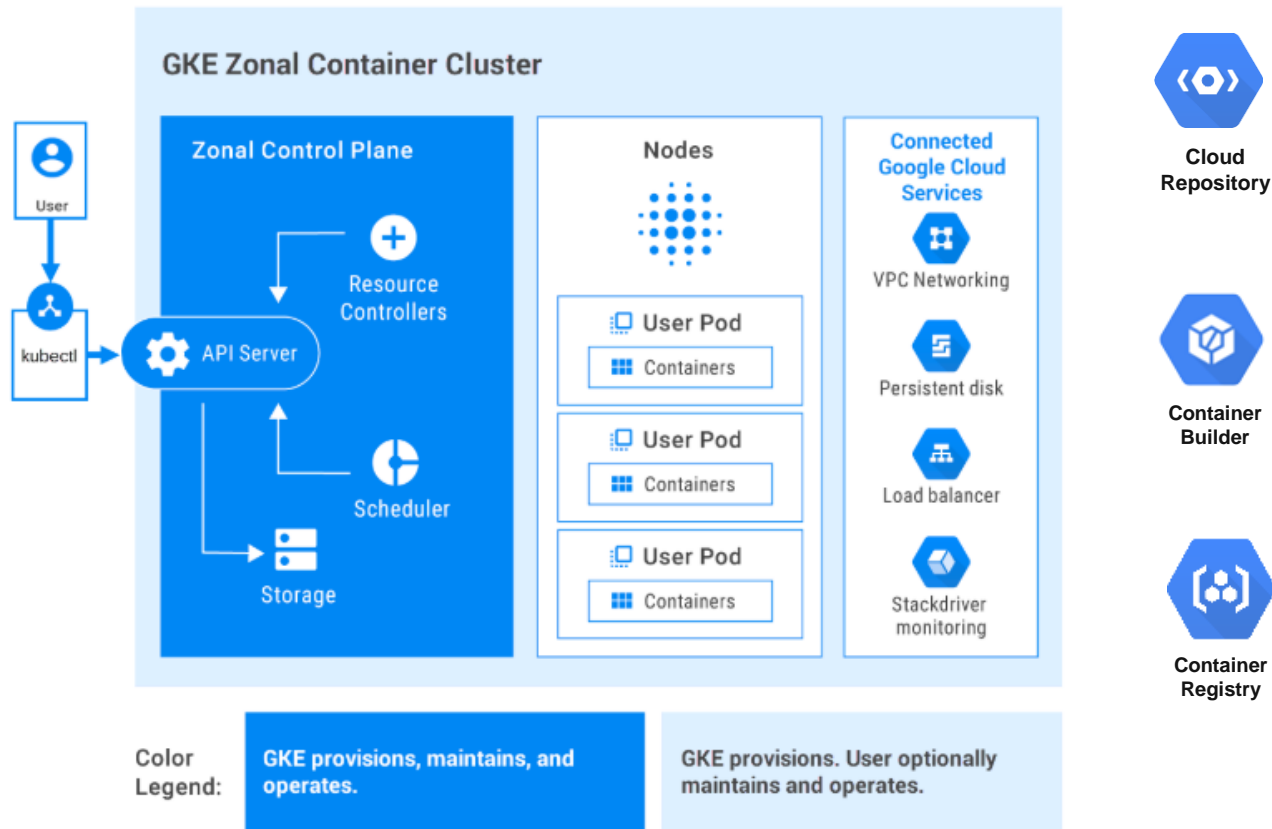 GKE Zonal Container Cluster
User
kubectl
Zonal Control Plane
Resource
Controllers
API Server
Scheduler
Storage
Nodes
User Pod
Containers
User Pod
Containers
User Pod
Containers
Connected
Google Cloud
Services
VPC Networking
Persistent disk
Load balancer
Stackdriver
monitoring
Cloud
Repository
Container
Builder
Container
Registry
Color
Legend:
GKE provisions, maintains, and
operates.
GKE provisions. User optionally
maintains and operates.